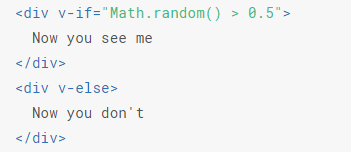 <div v-if="Math.random() > 0.5">
  Now you see me
</div>
<div v-else>
  Now you don't
</div>